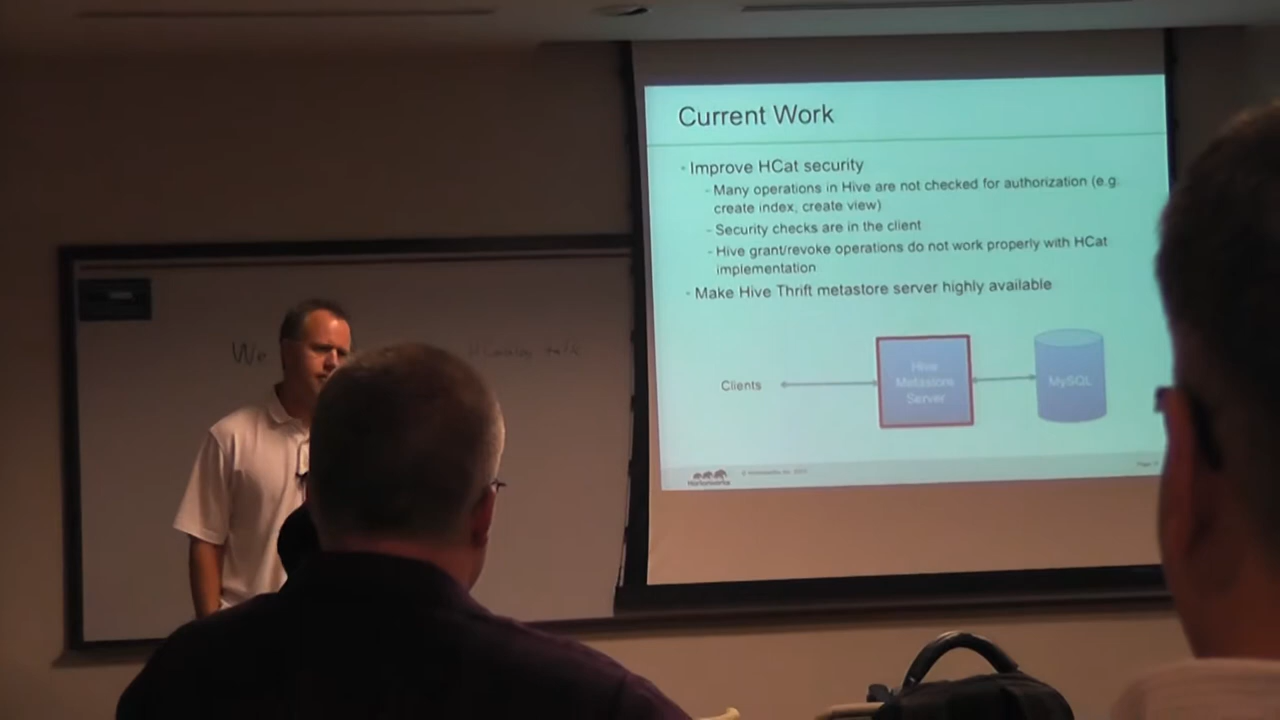 Current Work
- Improve HCat security
- Many operations in Hive are not checked for authorization (e.g.
create index, create view)
- Security checks are in the client
- Hive grant/revoke operations do not work properly with HCat
implementation
- Make Hive Thrift metastore server highly available
Clients
Hive
Metastore
Server
MySQL
Hortonworks
We
talk